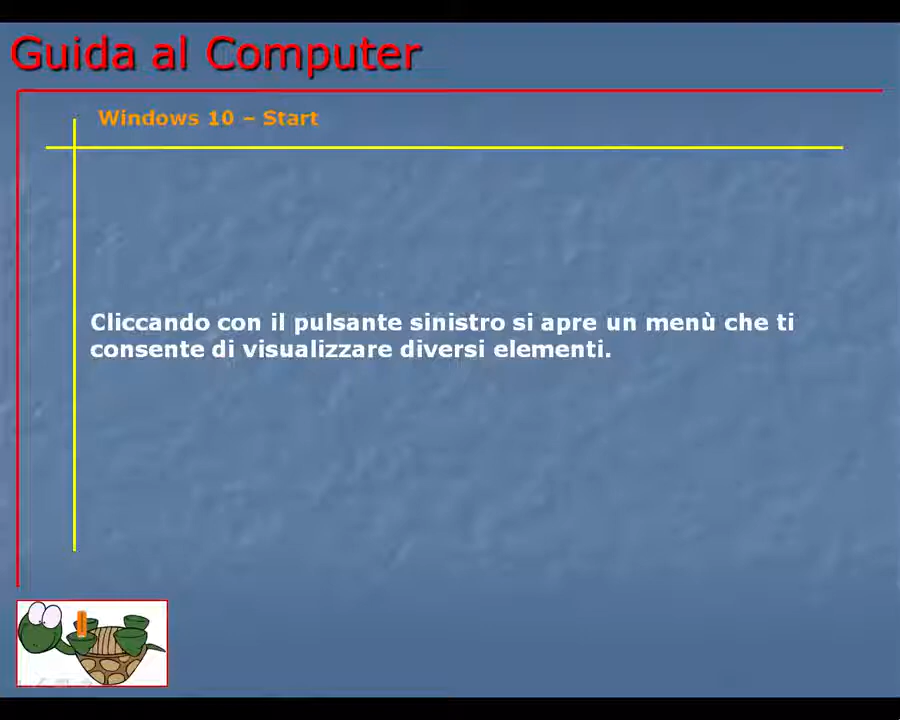 Guida al Computer
Windows 10 – Start
Cliccando con il pulsante sinistro si apre un menù che ti
consente di visualizzare diversi elementi.